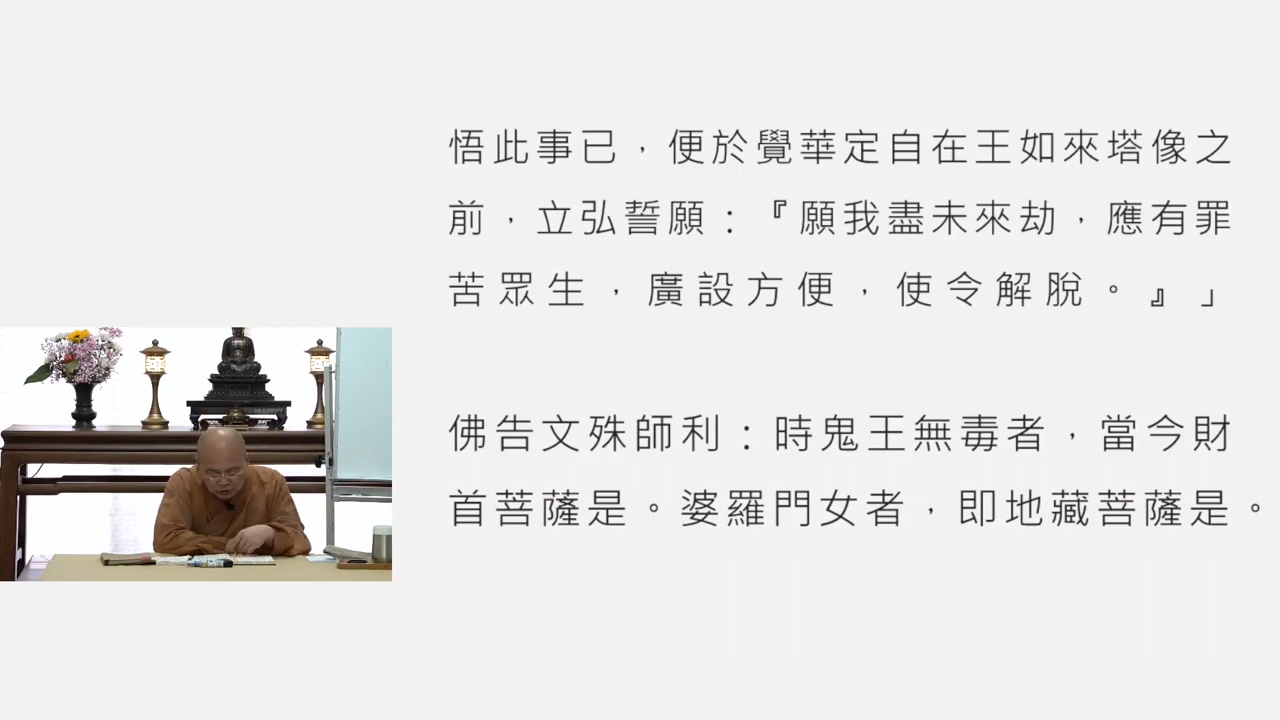 悟此事已，便於覺華定自在王如來塔像之
前，立弘誓願：『願我盡未來劫，應有罪
苦眾生，廣設方便，使令解脫。』」
佛告文殊師利：時鬼王無毒者，當今財
首菩薩是。婆羅門女者，即地藏菩薩是。